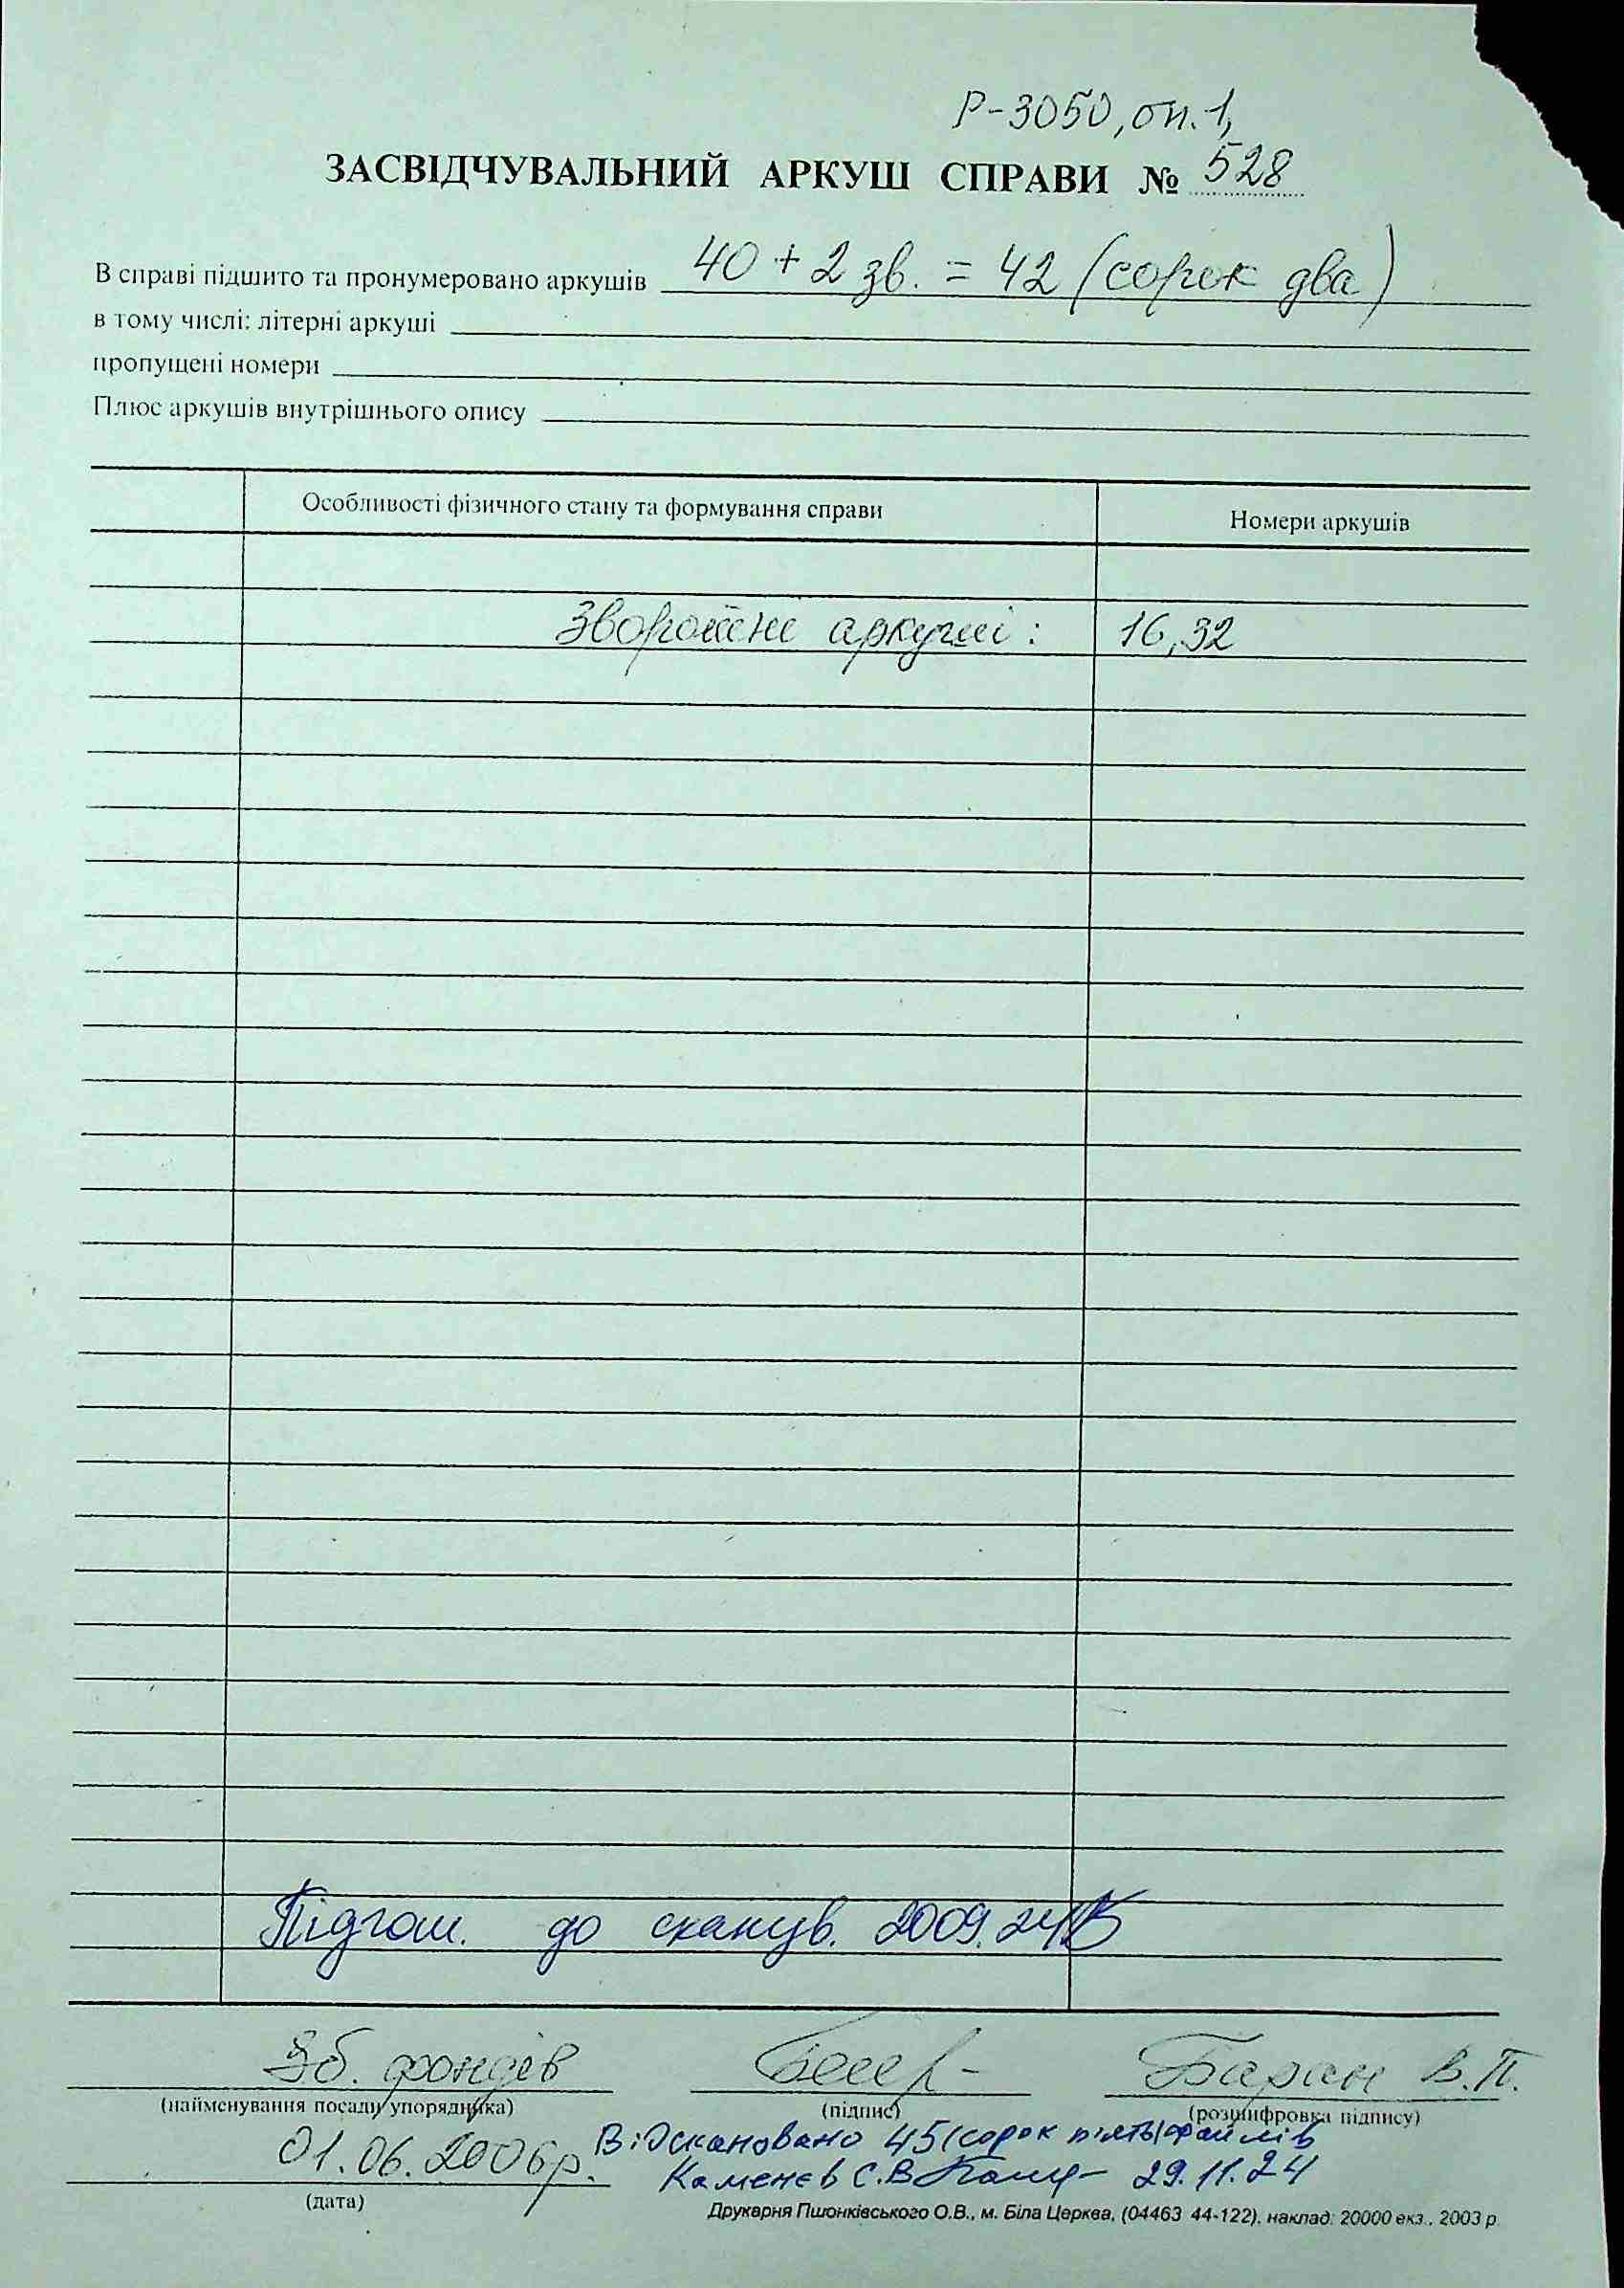 Р-3050, оп.1,
ЗАСВІДЧУВАЛЬНИЙ АРКУШ СПРАВИ № 528
В справі підшито та пронумеровано аркушів 40 + 2 зв. = 42 (сорок два)
в тому числі: літерні аркуші
пропущені номери
Плюс аркушів внутрішнього опису
Особливості фізичного стану та формування справи Номери аркушів
Зворотні аркуші: 16, 32
Підгот. до сканув. 2009.24
Зб. фондів Баран В.П.
(найменування посади упорядника) (підпис) (розшифровка підпису)
01.06.2006р. Відскановано 45 (сорок п'ять) файлів
Каменєв С.В 29.11.24
(дата)
Друкарня Пшонківського О.В., м. Біла Церква, (04463 44-122), наклад: 20000 екз., 2003 р.